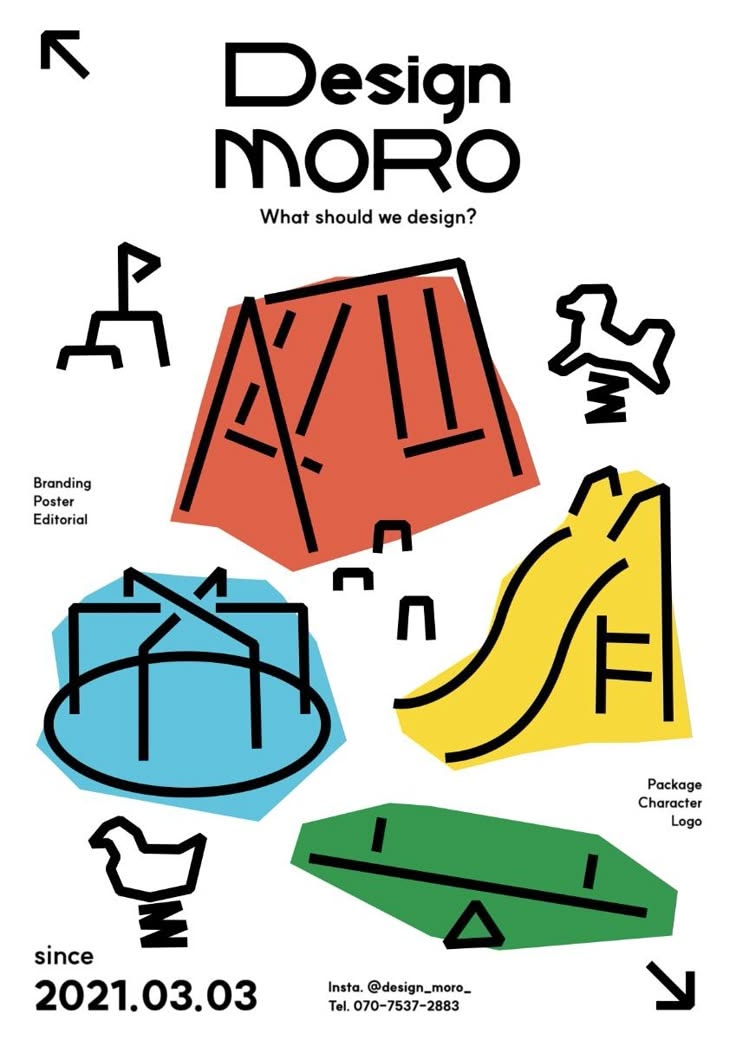 Design
MORO
What should we design?
Branding
Poster
Editorial
Package
Character
Logo
since
2021.03.03
Insta. @design_moro_
Tel. 070-7537-2883